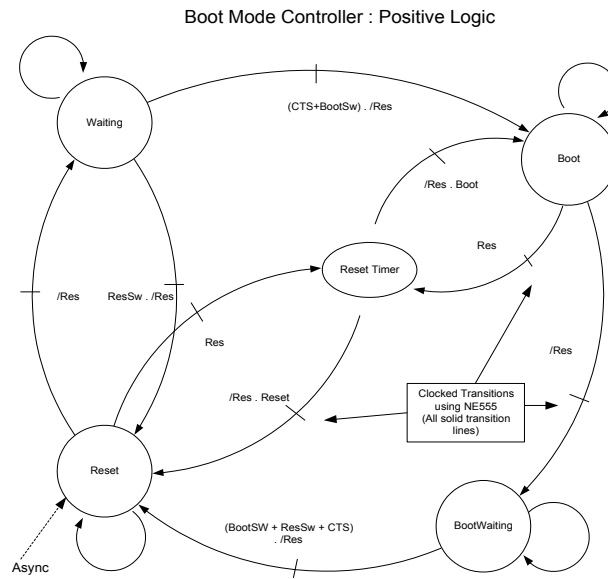 Boot Mode Controller : Positive Logic
Waiting
(CTS+BootSw) . /Res
Boot
/Res . Boot
Res
Reset Timer
/Res
ResSw . /Res
Res
/Res
/Res . Reset
Clocked Transitions
using NE555
(All solid transition
lines)
Reset
(BootSW + ResSw + CTS)
. /Res
BootWaiting
Async